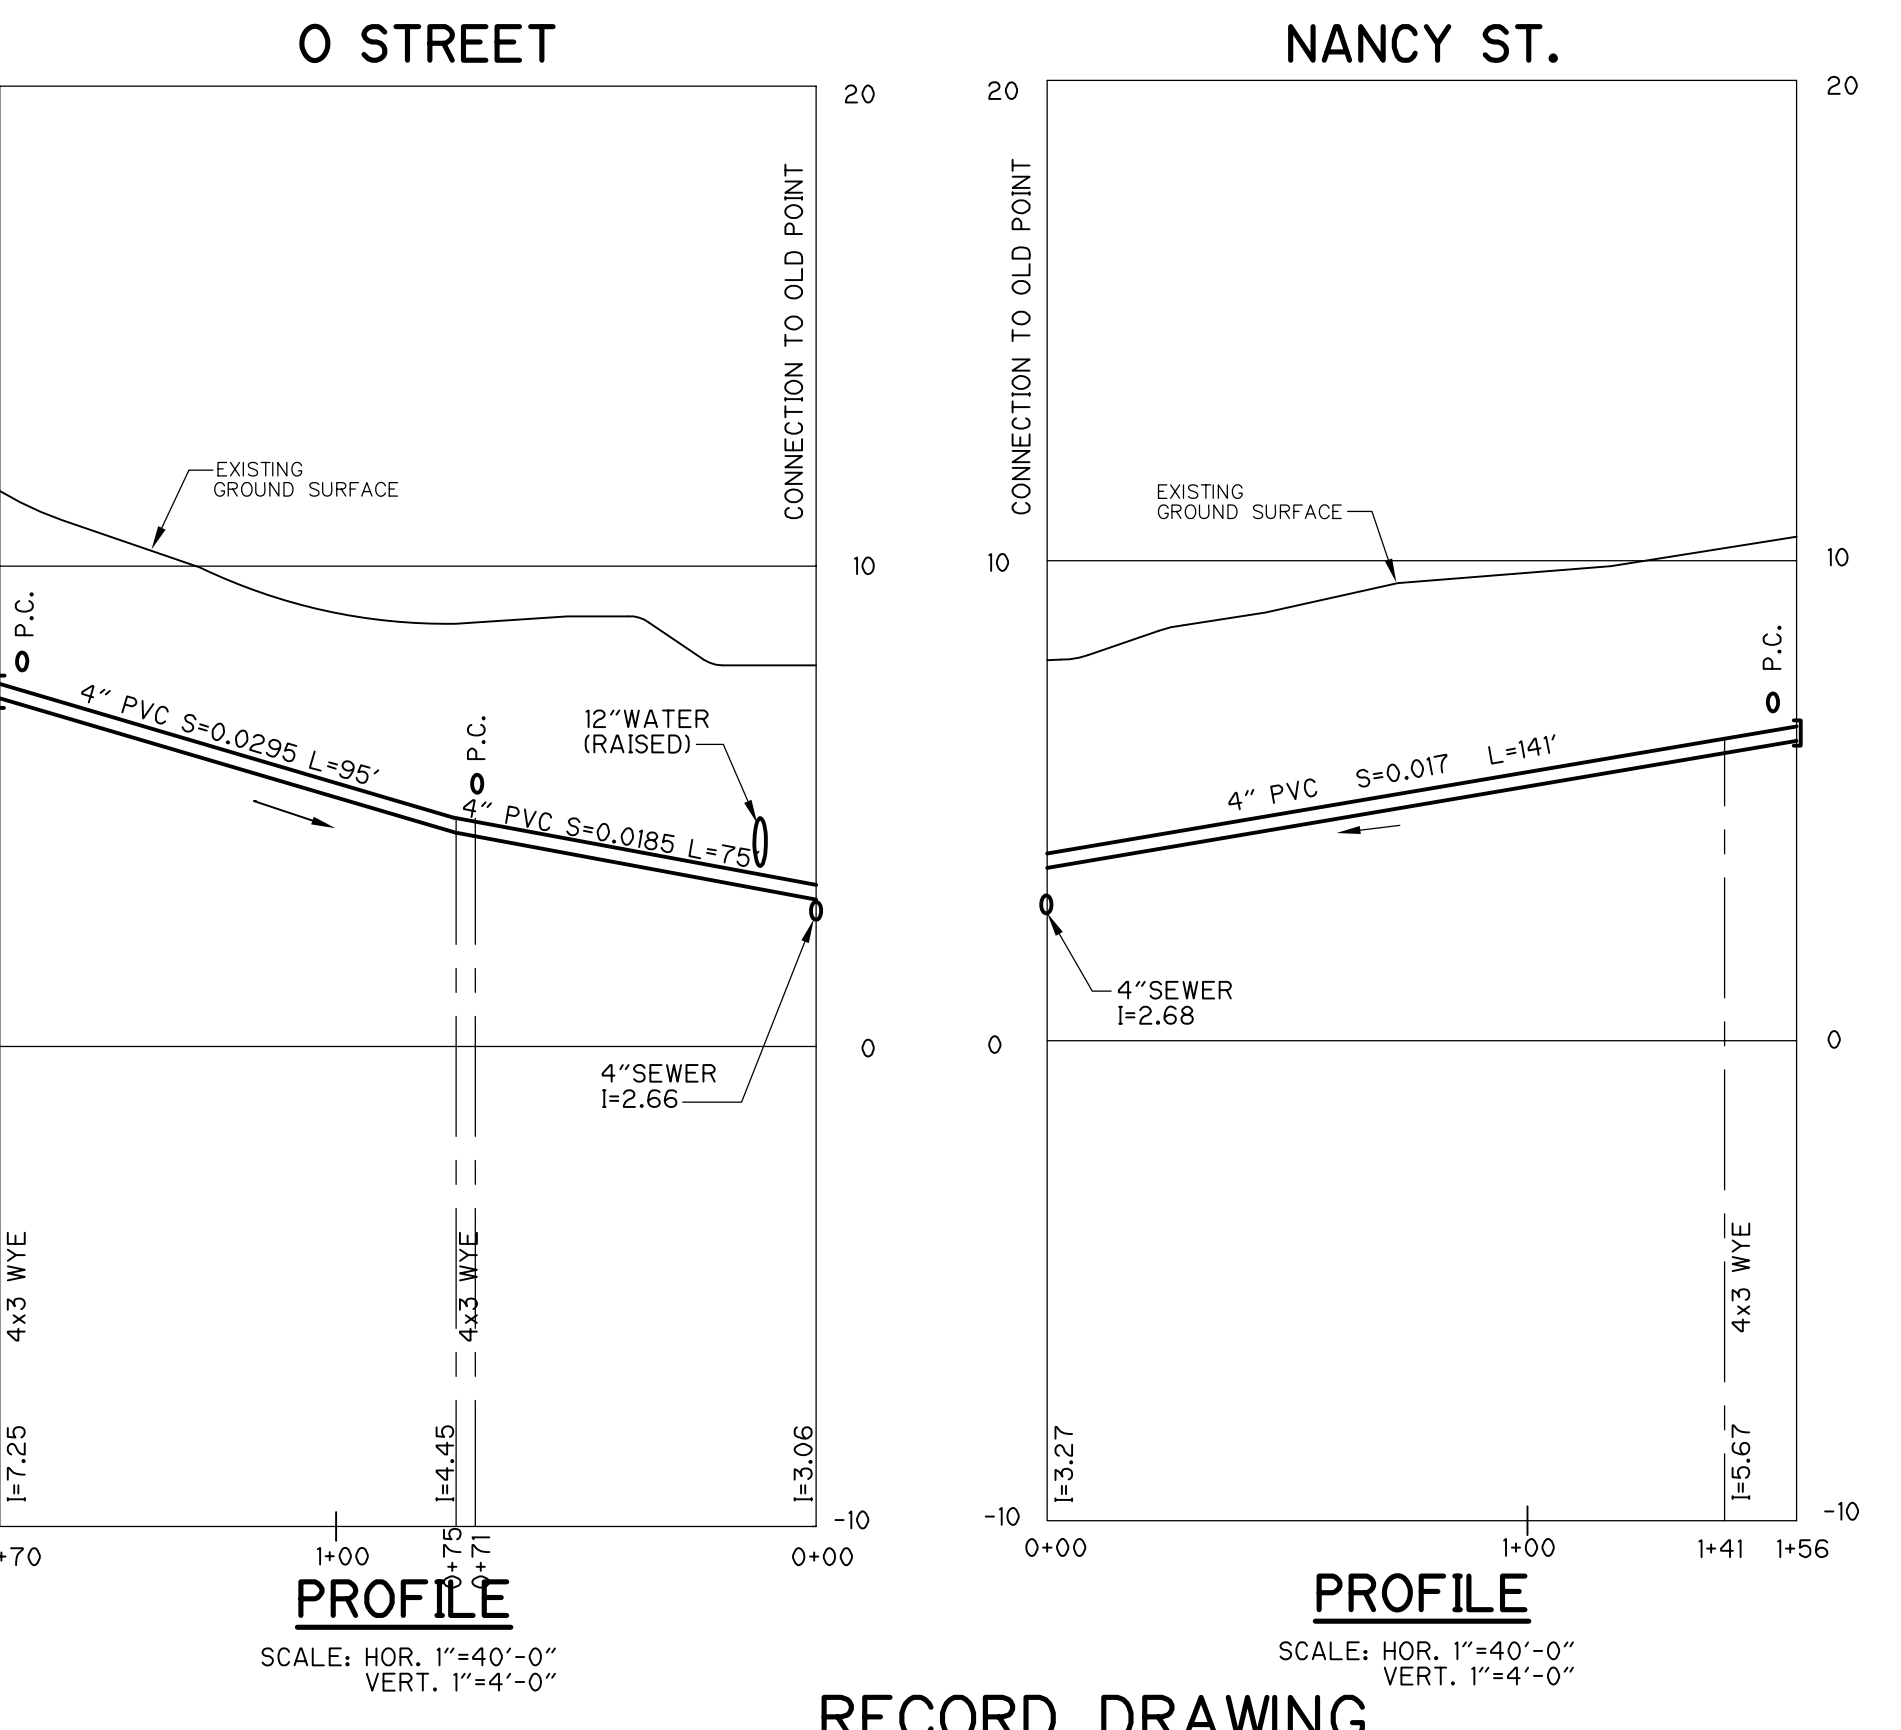 O STREET
20
CONNECTION TO OLD POINT
EXISTING
GROUND SURFACE
10
P.C.
4" PVC S=0.0295 L=95'
P.C.
12"WATER
(RAISED)
4" PVC S=0.0185 L=75'
0
4"SEWER
I=2.66
4x3 WYE
4x3 WYE
I=7.25
I=4.45
I=3.06
-10
+70
1+00
0+75
0+71
0+00
PROFILE
SCALE: HOR. 1"=40'-0"
VERT. 1"=4'-0"
NANCY ST.
20
20
CONNECTION TO OLD POINT
EXISTING
GROUND SURFACE
10
10
P.C.
4" PVC S=0.017 L=141'
4"SEWER
I=2.68
0
0
4x3 WYE
I=3.27
I=5.67
-10
-10
0+00
1+00
1+41
1+56
PROFILE
SCALE: HOR. 1"=40'-0"
VERT. 1"=4'-0"
RECORD DRAWING